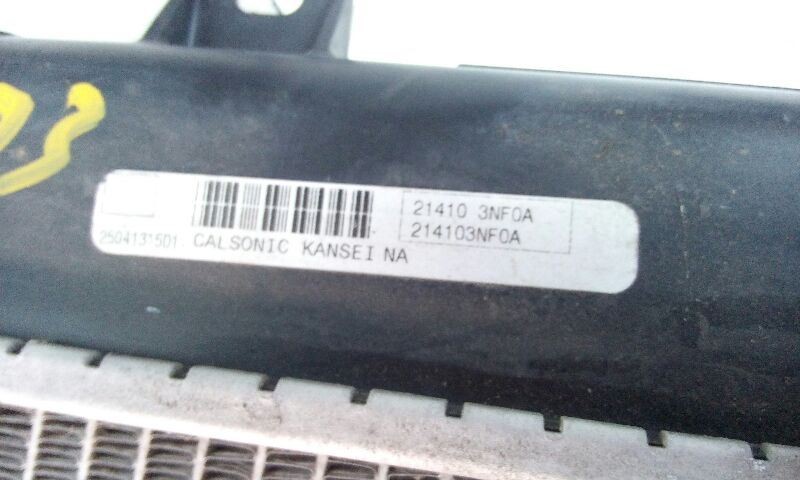 21410 3NF0A
214103NF0A
2504131501 CALSONIC KANSEI NA